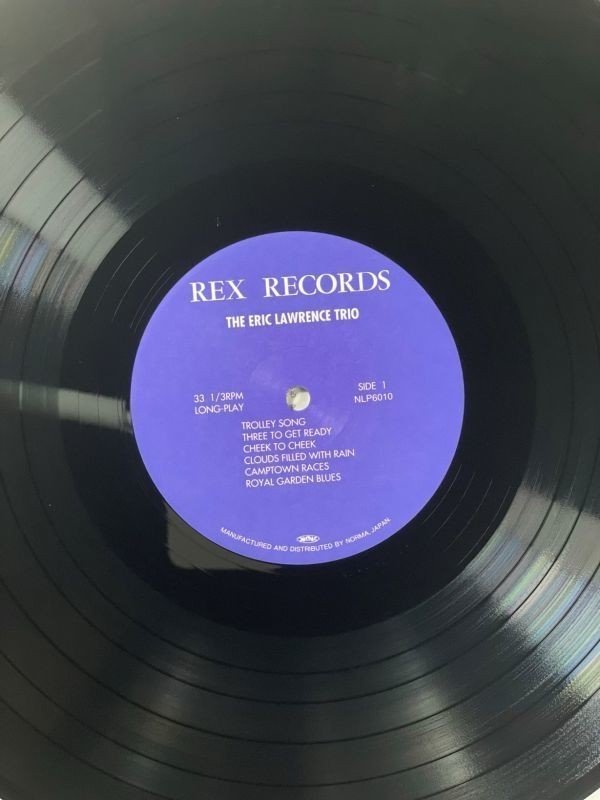 REX RECORDS
THE ERIC LAWRENCE TRIO
33 1/3RPM
LONG-PLAY
SIDE 1
NLP6010
TROLLEY SONG
THREE TO GET READY
CHEEK TO CHEEK
CLOUDS FILLED WITH RAIN
CAMPTOWN RACES
ROYAL GARDEN BLUES
MANUFACTURED AND DISTRIBUTED BY NORMA, JAPAN.